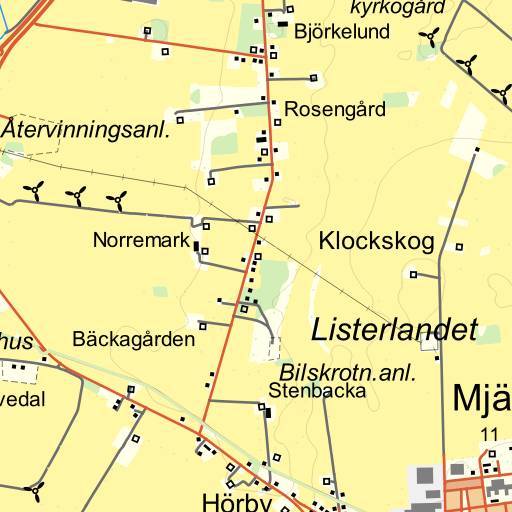 kyrkogård
Björkelund
Rosengård
Återvinningsanl.
Norremark
Klockskog
Listerlandet
hus
Bäckagården
Bilskrotn.anl.
Stenbacka
vedal
Mjä
11
Hörby